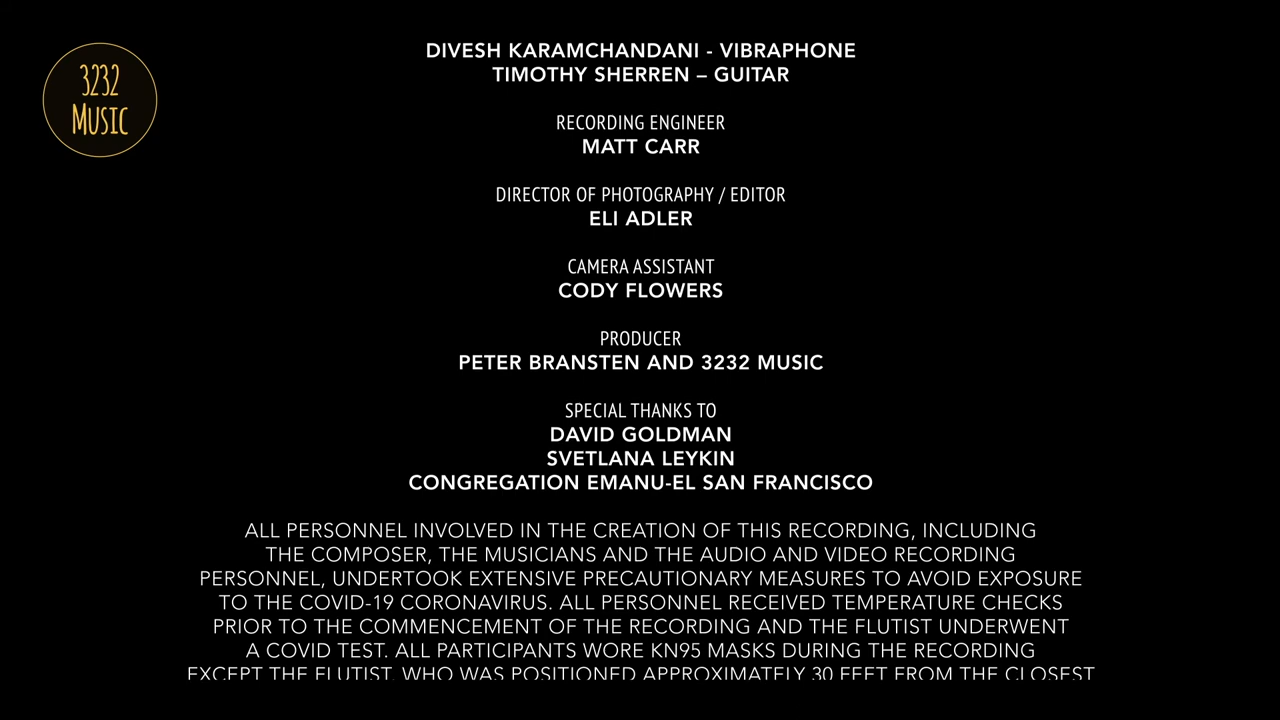 3232
MUSIC
DIVESH KARAMCHANDANI - VIBRAPHONE
TIMOTHY SHERREN – GUITAR
RECORDING ENGINEER
MATT CARR
DIRECTOR OF PHOTOGRAPHY / EDITOR
ELI ADLER
CAMERA ASSISTANT
CODY FLOWERS
PRODUCER
PETER BRANSTEN AND 3232 MUSIC
SPECIAL THANKS TO
DAVID GOLDMAN
SVETLANA LEYKIN
CONGREGATION EMANU-EL SAN FRANCISCO
ALL PERSONNEL INVOLVED IN THE CREATION OF THIS RECORDING, INCLUDING
THE COMPOSER, THE MUSICIANS AND THE AUDIO AND VIDEO RECORDING
PERSONNEL, UNDERTOOK EXTENSIVE PRECAUTIONARY MEASURES TO AVOID EXPOSURE
TO THE COVID-19 CORONAVIRUS. ALL PERSONNEL RECEIVED TEMPERATURE CHECKS
PRIOR TO THE COMMENCEMENT OF THE RECORDING AND THE FLUTIST UNDERWENT
A COVID TEST. ALL PARTICIPANTS WORE KN95 MASKS DURING THE RECORDING
EXCEPT THE FLUTIST, WHO WAS POSITIONED APPROXIMATELY 30 FEET FROM THE CLOSEST